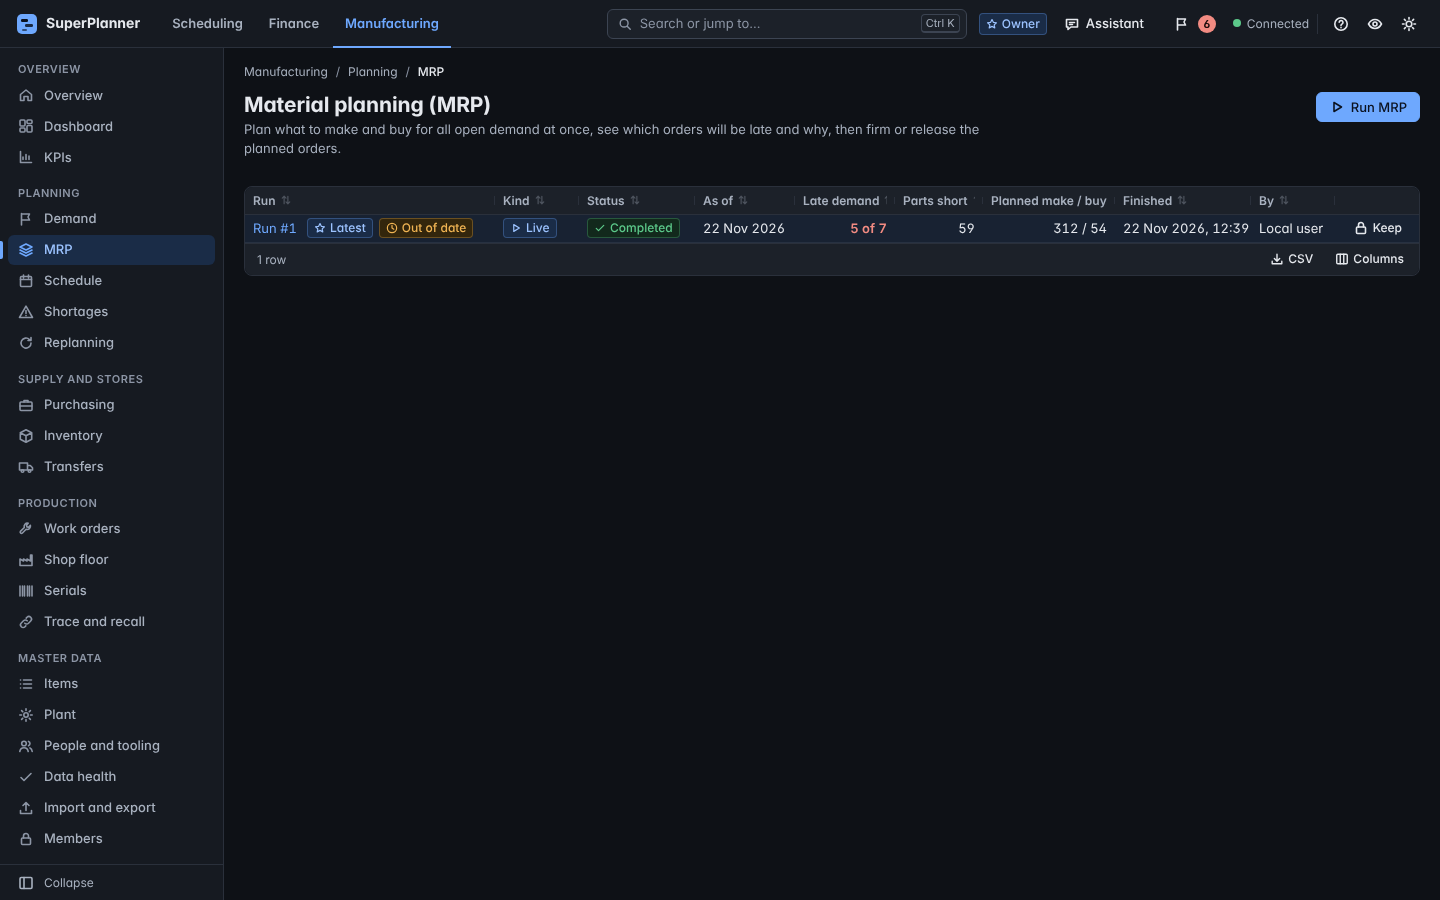 SuperPlanner Scheduling Finance Manufacturing Search or jump to... Ctrl K Owner Assistant 6 Connected
OVERVIEW
Overview
Dashboard
KPIs
PLANNING
Demand
MRP
Schedule
Shortages
Replanning
SUPPLY AND STORES
Purchasing
Inventory
Transfers
PRODUCTION
Work orders
Shop floor
Serials
Trace and recall
MASTER DATA
Items
Plant
People and tooling
Data health
Import and export
Members
Collapse
Manufacturing / Planning / MRP
Material planning (MRP)
Run MRP
Plan what to make and buy for all open demand at once, see which orders will be late and why, then firm or release the
planned orders.
Run Kind Status As of Late demand Parts short Planned make / buy Finished By
Run #1 Latest Out of date Live Completed 22 Nov 2026 5 of 7 59 312 / 54 22 Nov 2026, 12:39 Local user Keep
1 row CSV Columns